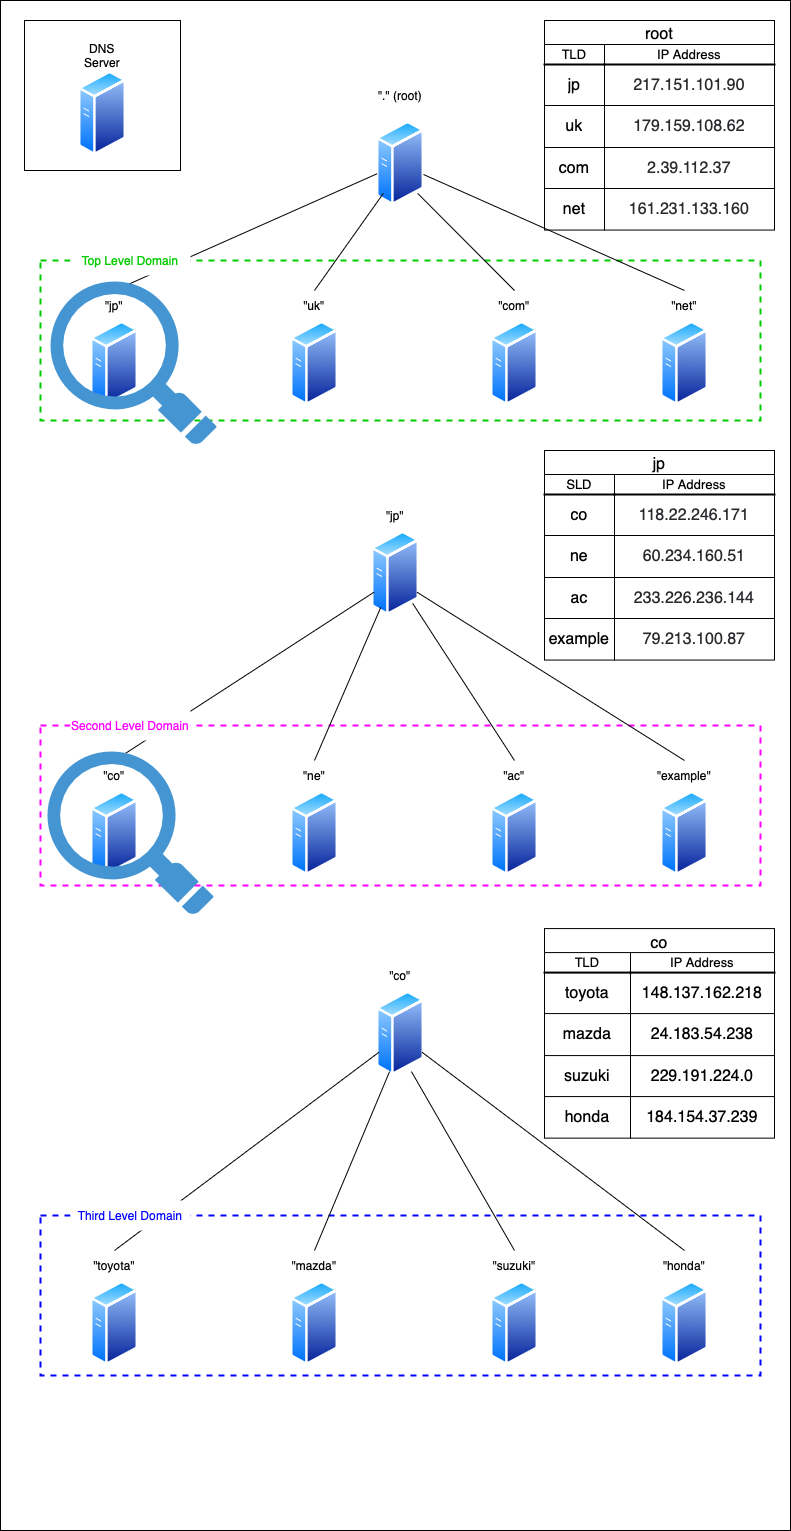 DNS
Server
"." (root)
root
TLD IP Address
jp 217.151.101.90
uk 179.159.108.62
com 2.39.112.37
net 161.231.133.160
Top Level Domain
"jp" "uk" "com" "net"
jp
SLD IP Address
co 118.22.246.171
ne 60.234.160.51
ac 233.226.236.144
example 79.213.100.87
"jp"
Second Level Domain
"co" "ne" "ac" "example"
co
TLD IP Address
toyota 148.137.162.218
mazda 24.183.54.238
suzuki 229.191.224.0
honda 184.154.37.239
"co"
Third Level Domain
"toyota" "mazda" "suzuki" "honda"